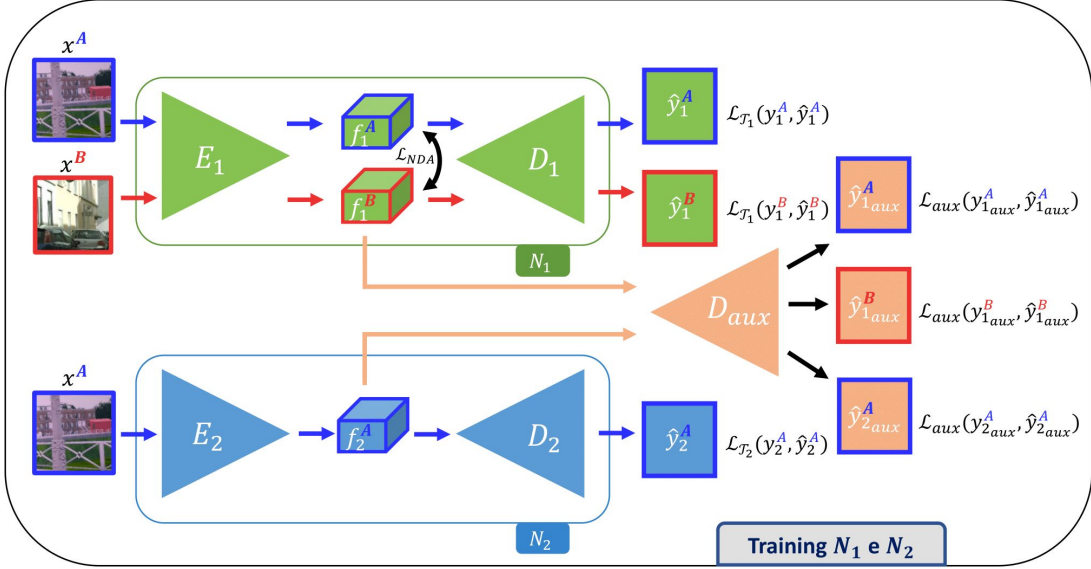 x^A
E_1
f_1^A
D_1
ŷ_1^A
ℒ_𝒯₁(y_1^A, ŷ_1^A)
ℒ_NDA
x^B
f_1^B
ŷ_1^B
ℒ_𝒯₁(y_1^B, ŷ_1^B)
N_1
ŷ_1aux^A
ℒ_aux(y_1aux^A, ŷ_1aux^A)
D_aux
ŷ_1aux^B
ℒ_aux(y_1aux^B, ŷ_1aux^B)
x^A
E_2
f_2^A
D_2
ŷ_2^A
ℒ_𝒯₂(y_2^A, ŷ_2^A)
ŷ_2aux^A
ℒ_aux(y_2aux^A, ŷ_2aux^A)
N_2
Training N_1 e N_2